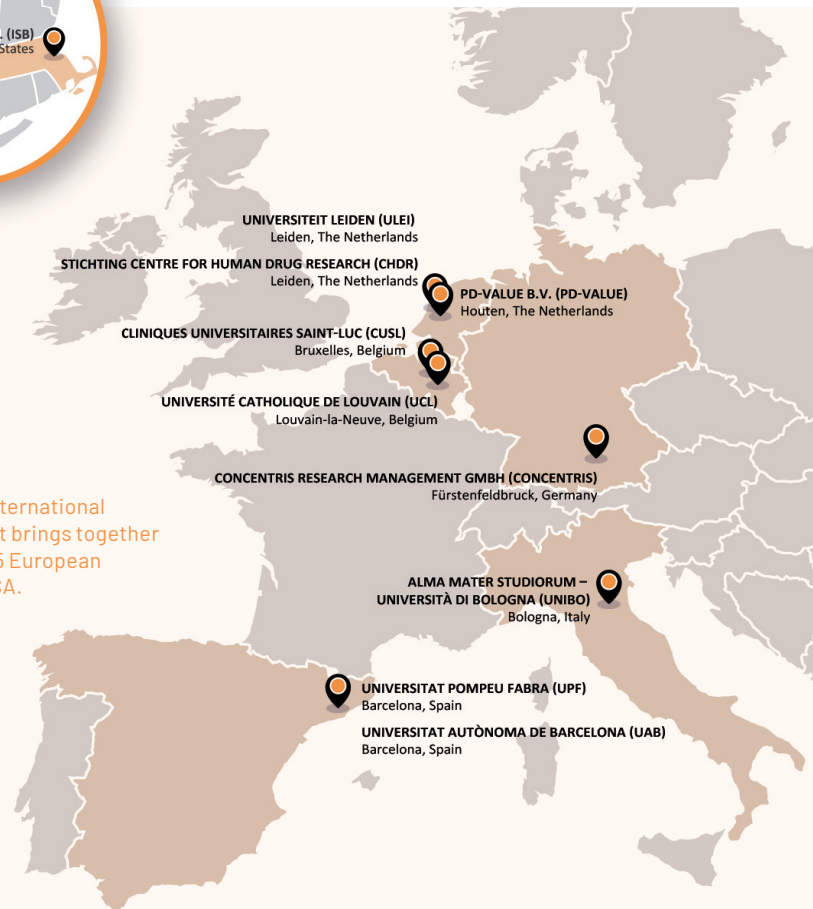 . (ISB)
States
UNIVERSITEIT LEIDEN (ULEI)
Leiden, The Netherlands
STICHTING CENTRE FOR HUMAN DRUG RESEARCH (CHDR)
Leiden, The Netherlands
PD-VALUE B.V. (PD-VALUE)
Houten, The Netherlands
CLINIQUES UNIVERSITAIRES SAINT-LUC (CUSL)
Bruxelles, Belgium
UNIVERSITÉ CATHOLIQUE DE LOUVAIN (UCL)
Louvain-la-Neuve, Belgium
CONCENTRIS RESEARCH MANAGEMENT GMBH (CONCENTRIS)
Fürstenfeldbruck, Germany
ternational
t brings together
5 European
SA.
ALMA MATER STUDIORUM –
UNIVERSITÀ DI BOLOGNA (UNIBO)
Bologna, Italy
UNIVERSITAT POMPEU FABRA (UPF)
Barcelona, Spain
UNIVERSITAT AUTÒNOMA DE BARCELONA (UAB)
Barcelona, Spain